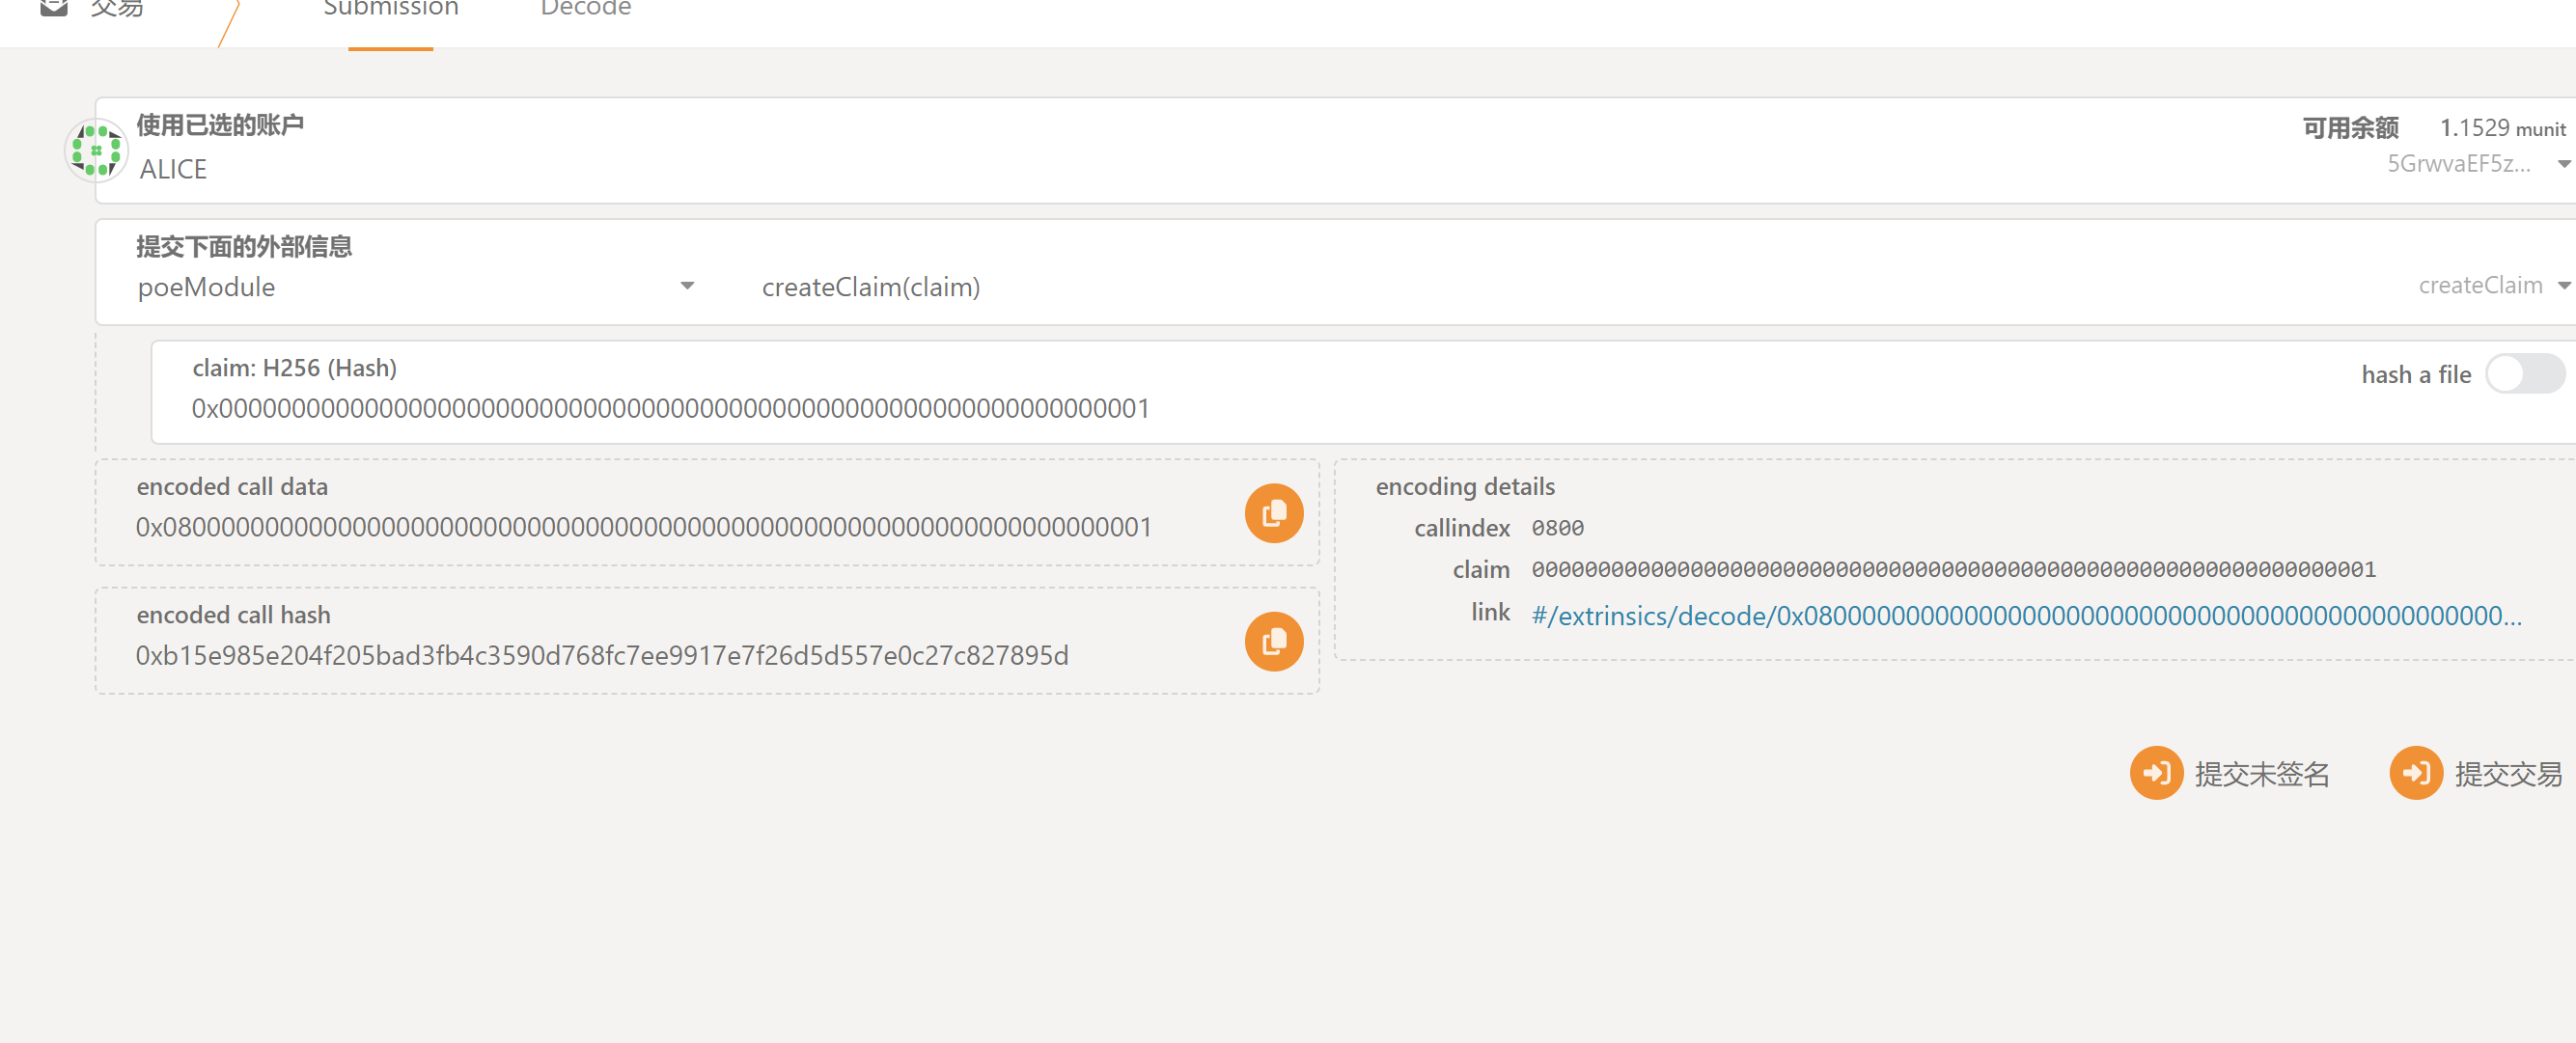 交易
Submission
Decode
使用已选的账户
ALICE
可用余额 1.1529 munit
5GrwvaEF5z...
提交下面的外部信息
poeModule
createClaim(claim)
createClaim
claim: H256 (Hash)
hash a file
0x0000000000000000000000000000000000000000000000000000000000000001
encoded call data
0x08000000000000000000000000000000000000000000000000000000000000000001
encoded call hash
0xb15e985e204f205bad3fb4c3590d768fc7ee9917e7f26d5d557e0c27c827895d
encoding details
callindex 0800
claim 0000000000000000000000000000000000000000000000000000000000000001
link #/extrinsics/decode/0x080000000000000000000000000000000000000000000000...
提交未签名
提交交易